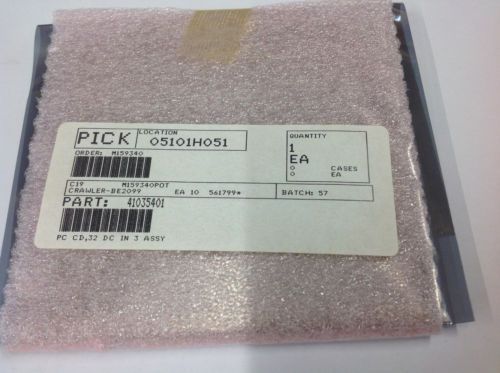 PICK
LOCATION
05101H051
QUANTITY
1
EA
0 CASES
0 EA
ORDER: M159340
C19 M159340POT
CRAWLER-BE2099 EA 10 561799*
BATCH: 57
PART: 41035401
PC CD,32 DC IN 3 ASSY